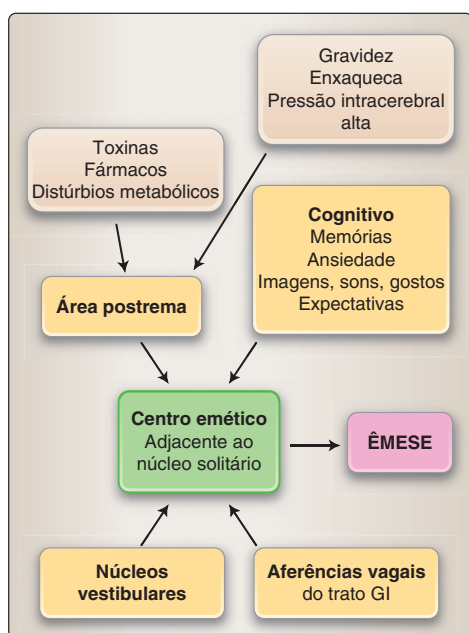 Gravidez
Enxaqueca
Pressão intracerebral
alta
Toxinas
Fármacos
Distúrbios metabólicos
Cognitivo
Memórias
Ansiedade
Imagens, sons, gostos
Expectativas
Área postrema
Centro emético
Adjacente ao
núcleo solitário
ÊMESE
Núcleos
vestibulares
Aferências vagais
do trato GI